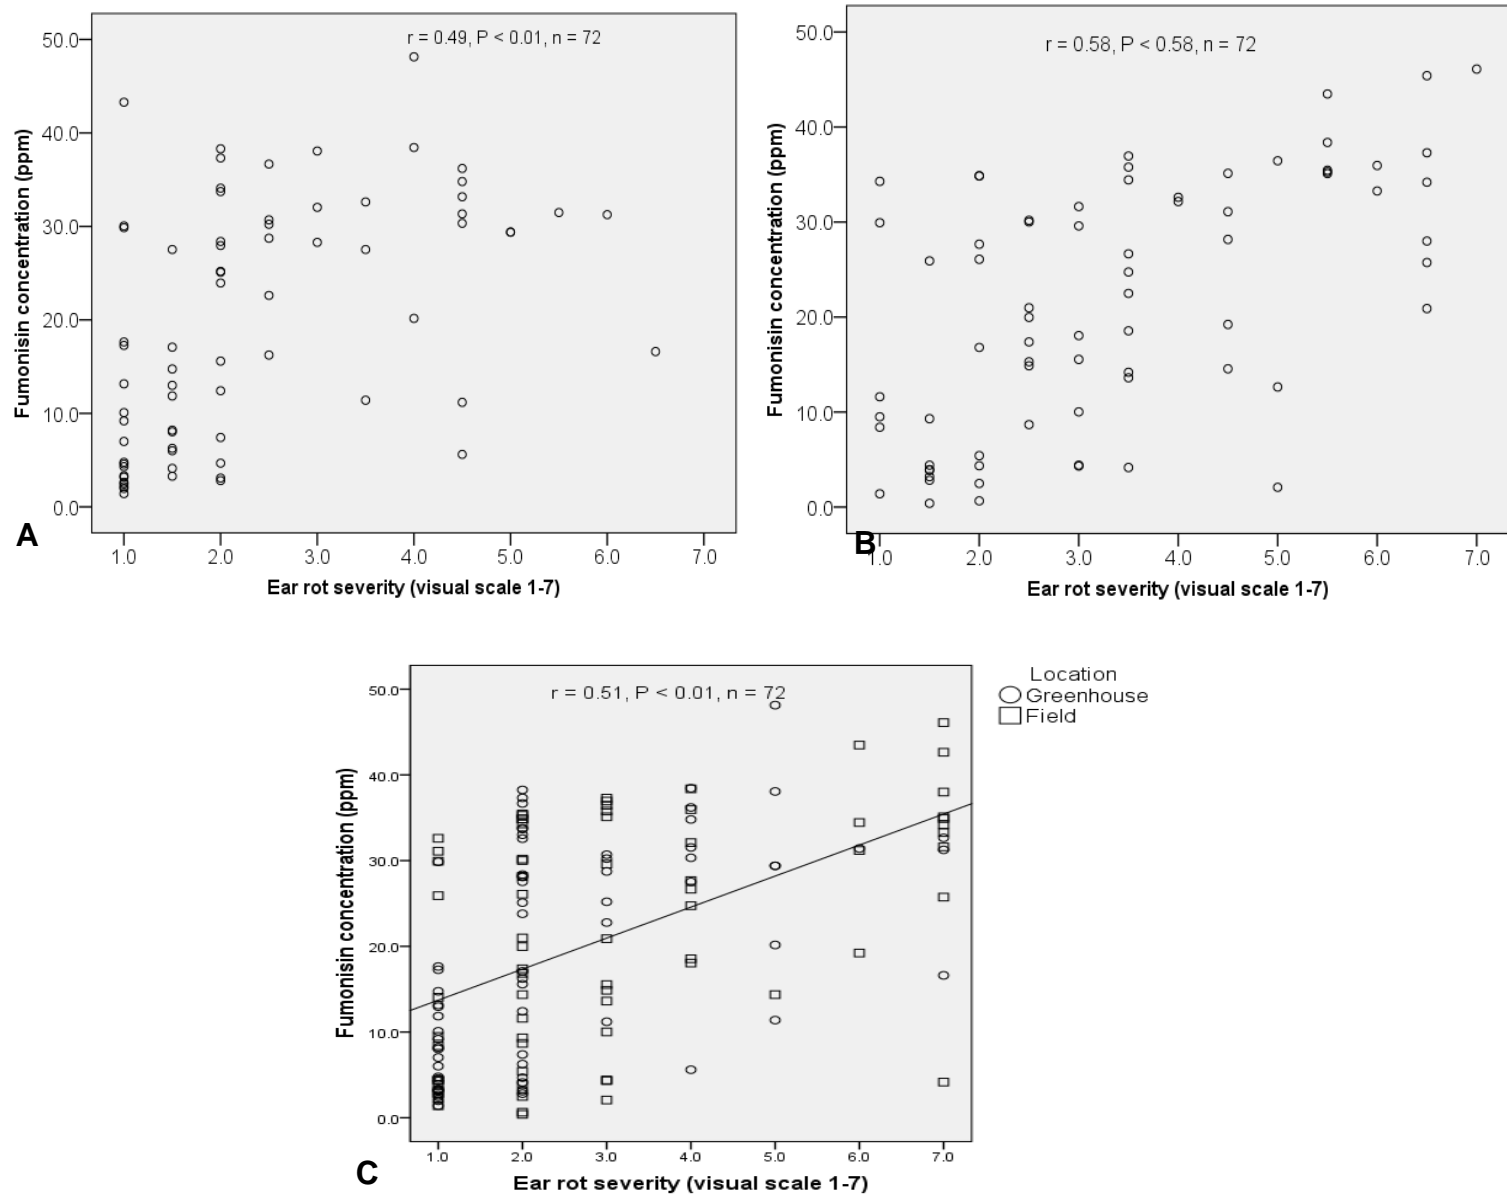 r = 0.49, P < 0.01, n = 72
50.0
40.0
30.0
20.0
10.0
0.0
Fumonisin concentration (ppm)
1.0 2.0 3.0 4.0 5.0 6.0 7.0
Ear rot severity (visual scale 1-7)
A
r = 0.58, P < 0.58, n = 72
50.0
40.0
30.0
20.0
10.0
0.0
Fumonisin concentration (ppm)
1.0 2.0 3.0 4.0 5.0 6.0 7.0
Ear rot severity (visual scale 1-7)
B
r = 0.51, P < 0.01, n = 72
50.0
40.0
30.0
20.0
10.0
0.0
Fumonisin concentration (ppm)
1.0 2.0 3.0 4.0 5.0 6.0 7.0
Ear rot severity (visual scale 1-7)
C
Location
Greenhouse
Field